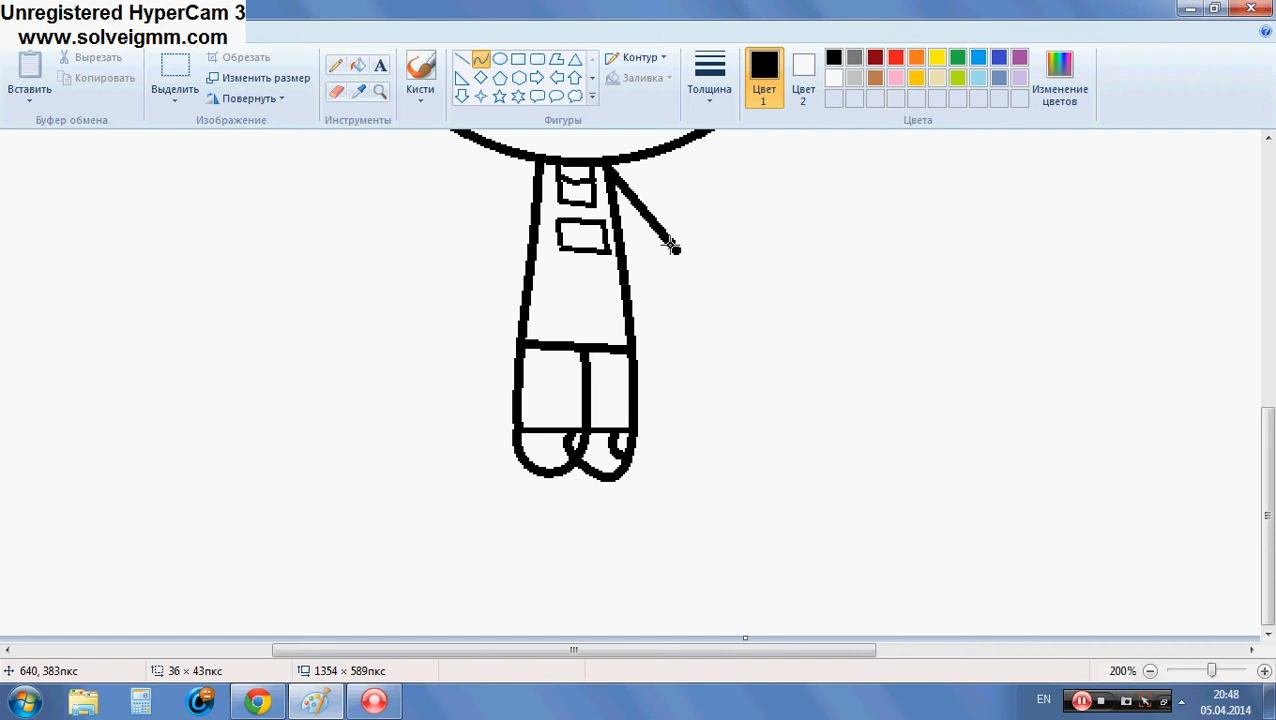 Unregistered HyperCam 3
www.solveigmm.com
Вставить
Вырезать
Копировать
Буфер обмена
Выделить
Обрезать
Изменить размер
Повернуть
Изображение
Инструменты
Кисти
Контур
Заливка
Фигуры
Толщина
Цвет 1
Цвет 2
Изменение цветов
Цвета
640, 383пкс
36 × 43пкс
1354 × 589пкс
200%
EN
20:48
05.04.2014